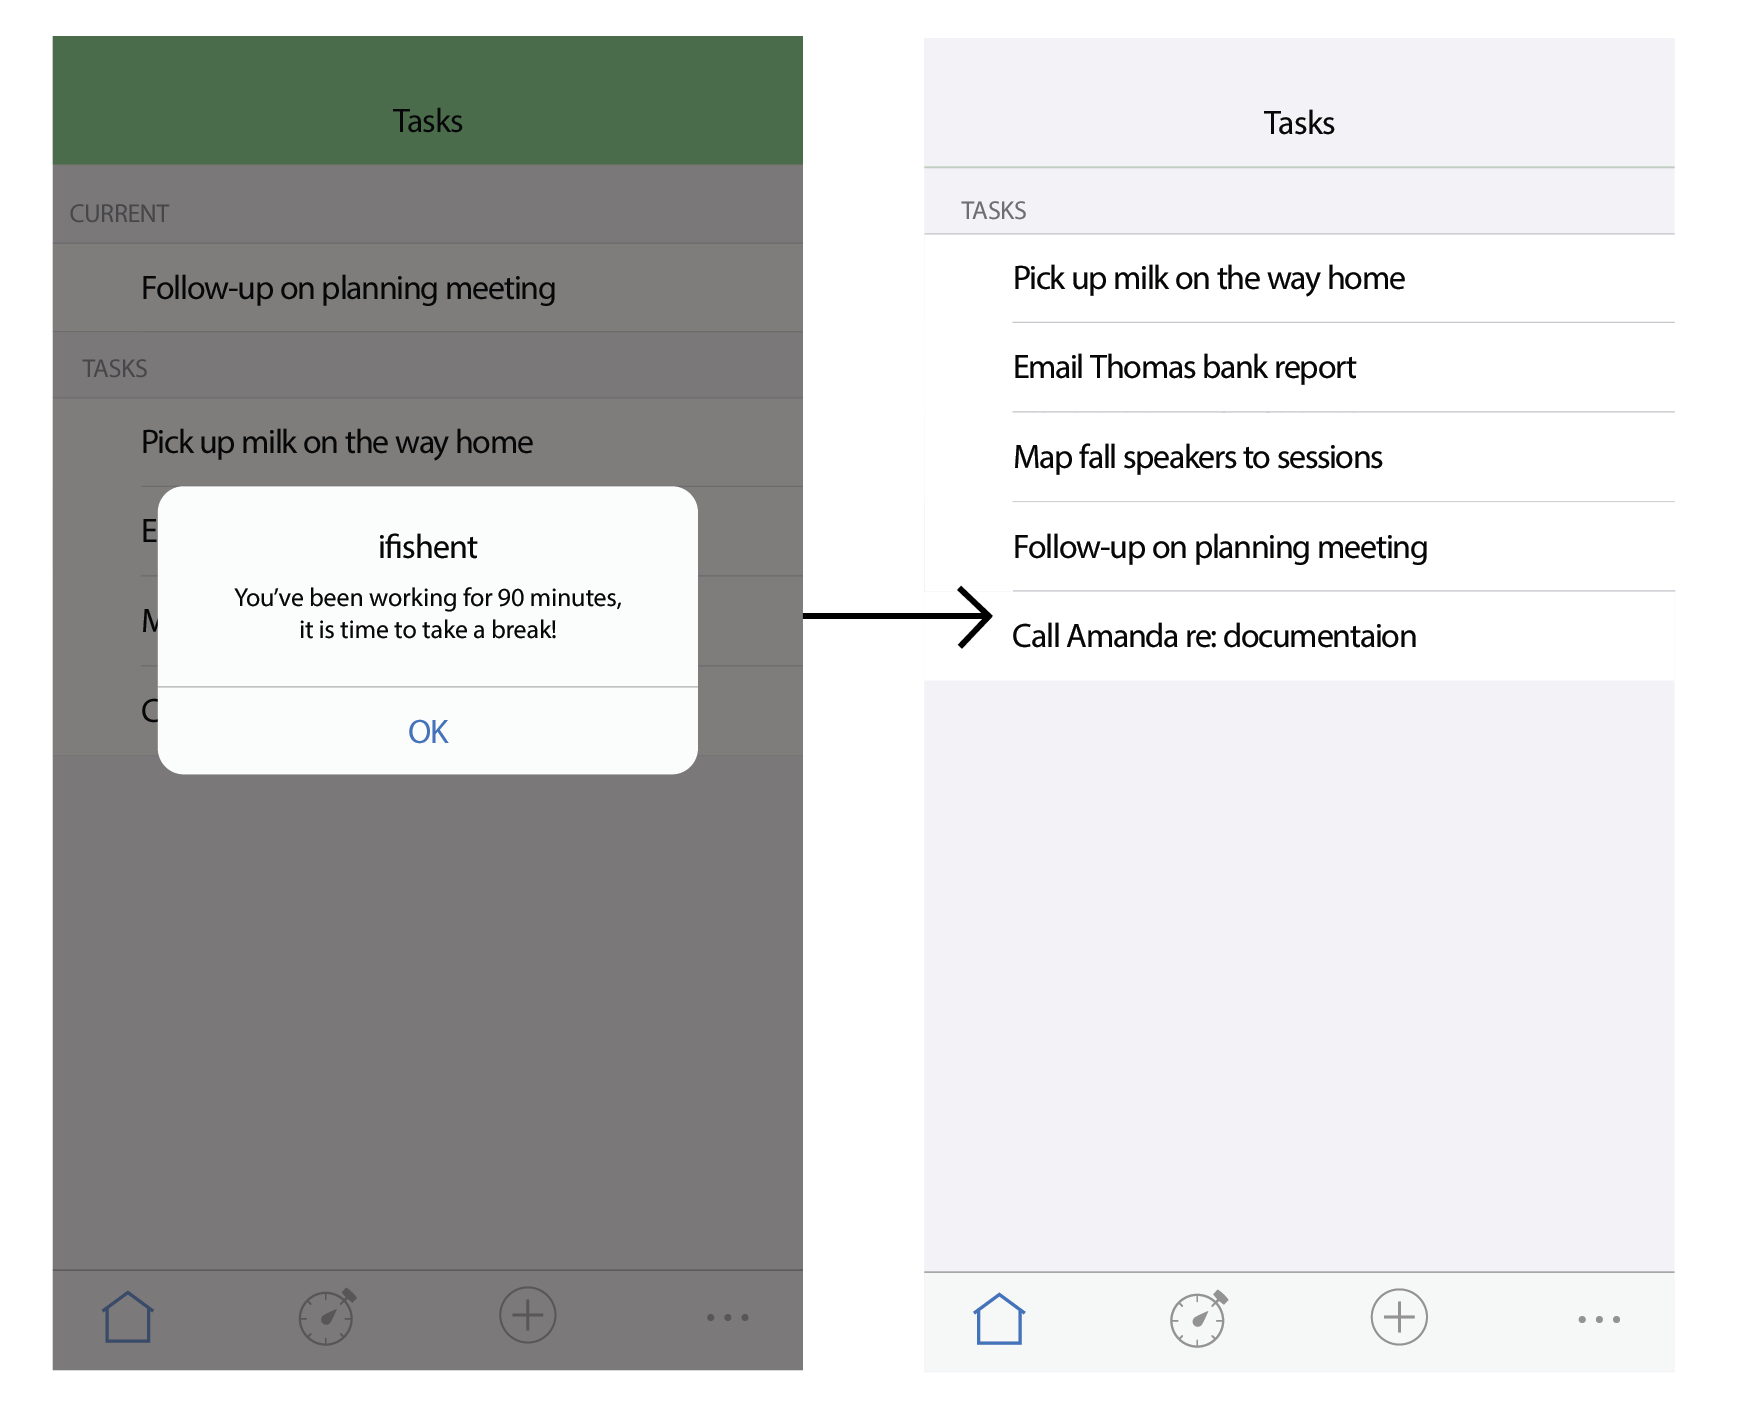 Tasks
CURRENT
Follow-up on planning meeting
TASKS
Pick up milk on the way home
E
M
C
ifishent
You’ve been working for 90 minutes,
it is time to take a break!
OK
Tasks
TASKS
Pick up milk on the way home
Email Thomas bank report
Map fall speakers to sessions
Follow-up on planning meeting
Call Amanda re: documentaion